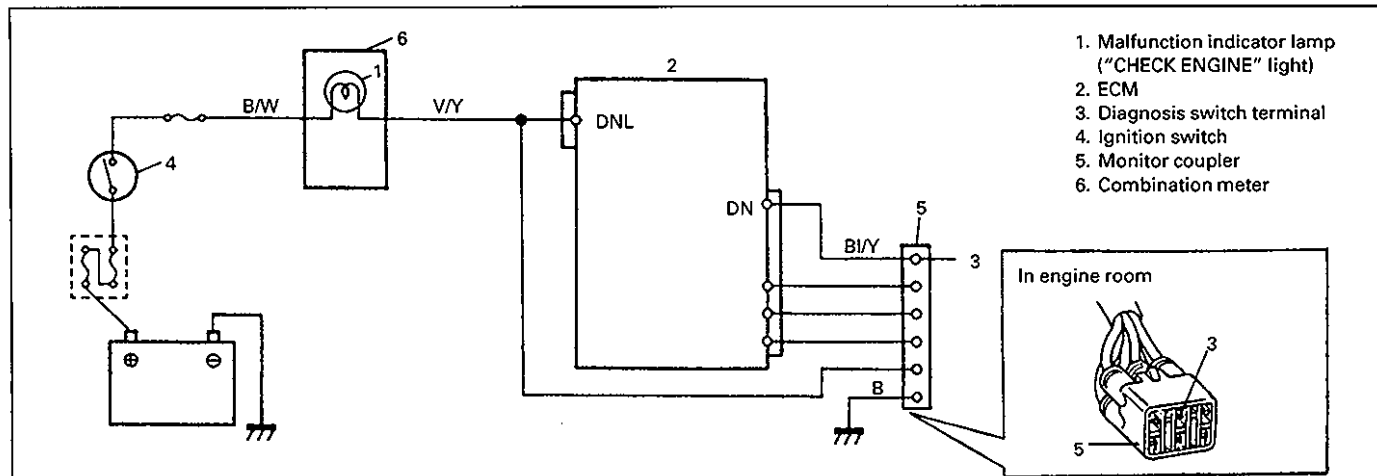 6
1
2
B/W
V/Y
DNL
4
DN
5
Bl/Y
3
B
⊕
⊖
1. Malfunction indicator lamp
("CHECK ENGINE" light)
2. ECM
3. Diagnosis switch terminal
4. Ignition switch
5. Monitor coupler
6. Combination meter
In engine room
3
5